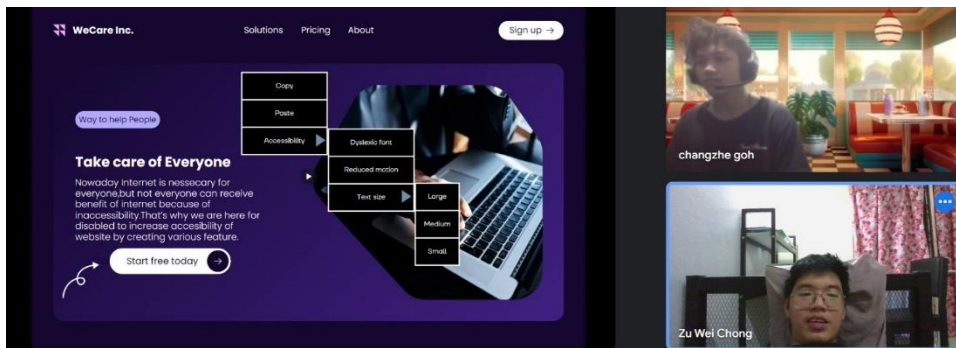 WeCare Inc.
Solutions Pricing About
Sign up →
Way to help People
Take care of Everyone
Nowaday Internet is nessecary for
everyone,but not everyone can receive
benefit of internet because of
inaccessibility.That's why we are here for
disabled to increase accesibility of
website by creating various feature.
Start free today
Copy
Paste
Accessibility
Dyslexio font
Reduced motion
Text size
Large
Medium
Small
changzhe goh
Zu Wei Chong